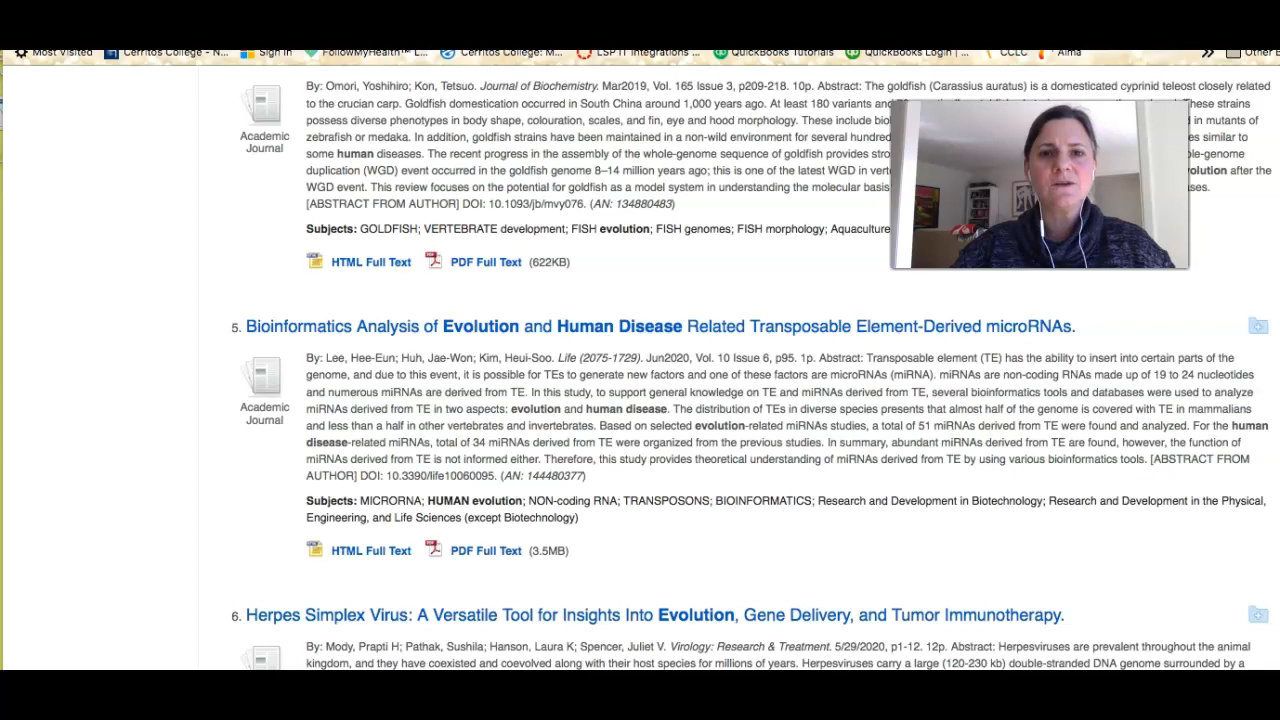 Most Visited Cerritos College - N... Sign In FollowMyHealth™ L... Cerritos College: M... LSP IT Integrations ... QuickBooks Tutorials QuickBooks Login | ... CCLC Alma Other
By: Omori, Yoshihiro; Kon, Tetsuo. Journal of Biochemistry. Mar2019, Vol. 165 Issue 3, p209-218. 10p. Abstract: The goldfish (Carassius auratus) is a domesticated cyprinid teleost closely related
to the crucian carp. Goldfish domestication occurred in South China around 1,000 years ago. At least 180 variants and These strains
possess diverse phenotypes in body shape, colouration, scales, and fin, eye and hood morphology. These include biol d in mutants of
zebrafish or medaka. In addition, goldfish strains have been maintained in a non-wild environment for several hundred es similar to
Academic
Journal
some human diseases. The recent progress in the assembly of the whole-genome sequence of goldfish provides stro ole-genome
duplication (WGD) event occurred in the goldfish genome 8–14 million years ago; this is one of the latest WGD in verte volution after the
WGD event. This review focuses on the potential for goldfish as a model system in understanding the molecular basis ses.
[ABSTRACT FROM AUTHOR] DOI: 10.1093/jb/mvy076. (AN: 134880483)
Subjects: GOLDFISH; VERTEBRATE development; FISH evolution; FISH genomes; FISH morphology; Aquaculture
HTML Full Text PDF Full Text (622KB)
5. Bioinformatics Analysis of Evolution and Human Disease Related Transposable Element-Derived microRNAs.
By: Lee, Hee-Eun; Huh, Jae-Won; Kim, Heui-Soo. Life (2075-1729). Jun2020, Vol. 10 Issue 6, p95. 1p. Abstract: Transposable element (TE) has the ability to insert into certain parts of the
genome, and due to this event, it is possible for TEs to generate new factors and one of these factors are microRNAs (miRNA). miRNAs are non-coding RNAs made up of 19 to 24 nucleotides
and numerous miRNAs are derived from TE. In this study, to support general knowledge on TE and miRNAs derived from TE, several bioinformatics tools and databases were used to analyze
Academic
Journal
miRNAs derived from TE in two aspects: evolution and human disease. The distribution of TEs in diverse species presents that almost half of the genome is covered with TE in mammalians
and less than a half in other vertebrates and invertebrates. Based on selected evolution-related miRNAs studies, a total of 51 miRNAs derived from TE were found and analyzed. For the human
disease-related miRNAs, total of 34 miRNAs derived from TE were organized from the previous studies. In summary, abundant miRNAs derived from TE are found, however, the function of
miRNAs derived from TE is not informed either. Therefore, this study provides theoretical understanding of miRNAs derived from TE by using various bioinformatics tools. [ABSTRACT FROM
AUTHOR] DOI: 10.3390/life10060095. (AN: 144480377)
Subjects: MICRORNA; HUMAN evolution; NON-coding RNA; TRANSPOSONS; BIOINFORMATICS; Research and Development in Biotechnology; Research and Development in the Physical,
Engineering, and Life Sciences (except Biotechnology)
HTML Full Text PDF Full Text (3.5MB)
6. Herpes Simplex Virus: A Versatile Tool for Insights Into Evolution, Gene Delivery, and Tumor Immunotherapy.
By: Mody, Prapti H; Pathak, Sushila; Hanson, Laura K; Spencer, Juliet V. Virology: Research & Treatment. 5/29/2020, p1-12. 12p. Abstract: Herpesviruses are prevalent throughout the animal
kingdom, and they have coexisted and coevolved along with their host species for millions of years. Herpesviruses carry a large (120-230 kb) double-stranded DNA genome surrounded by a